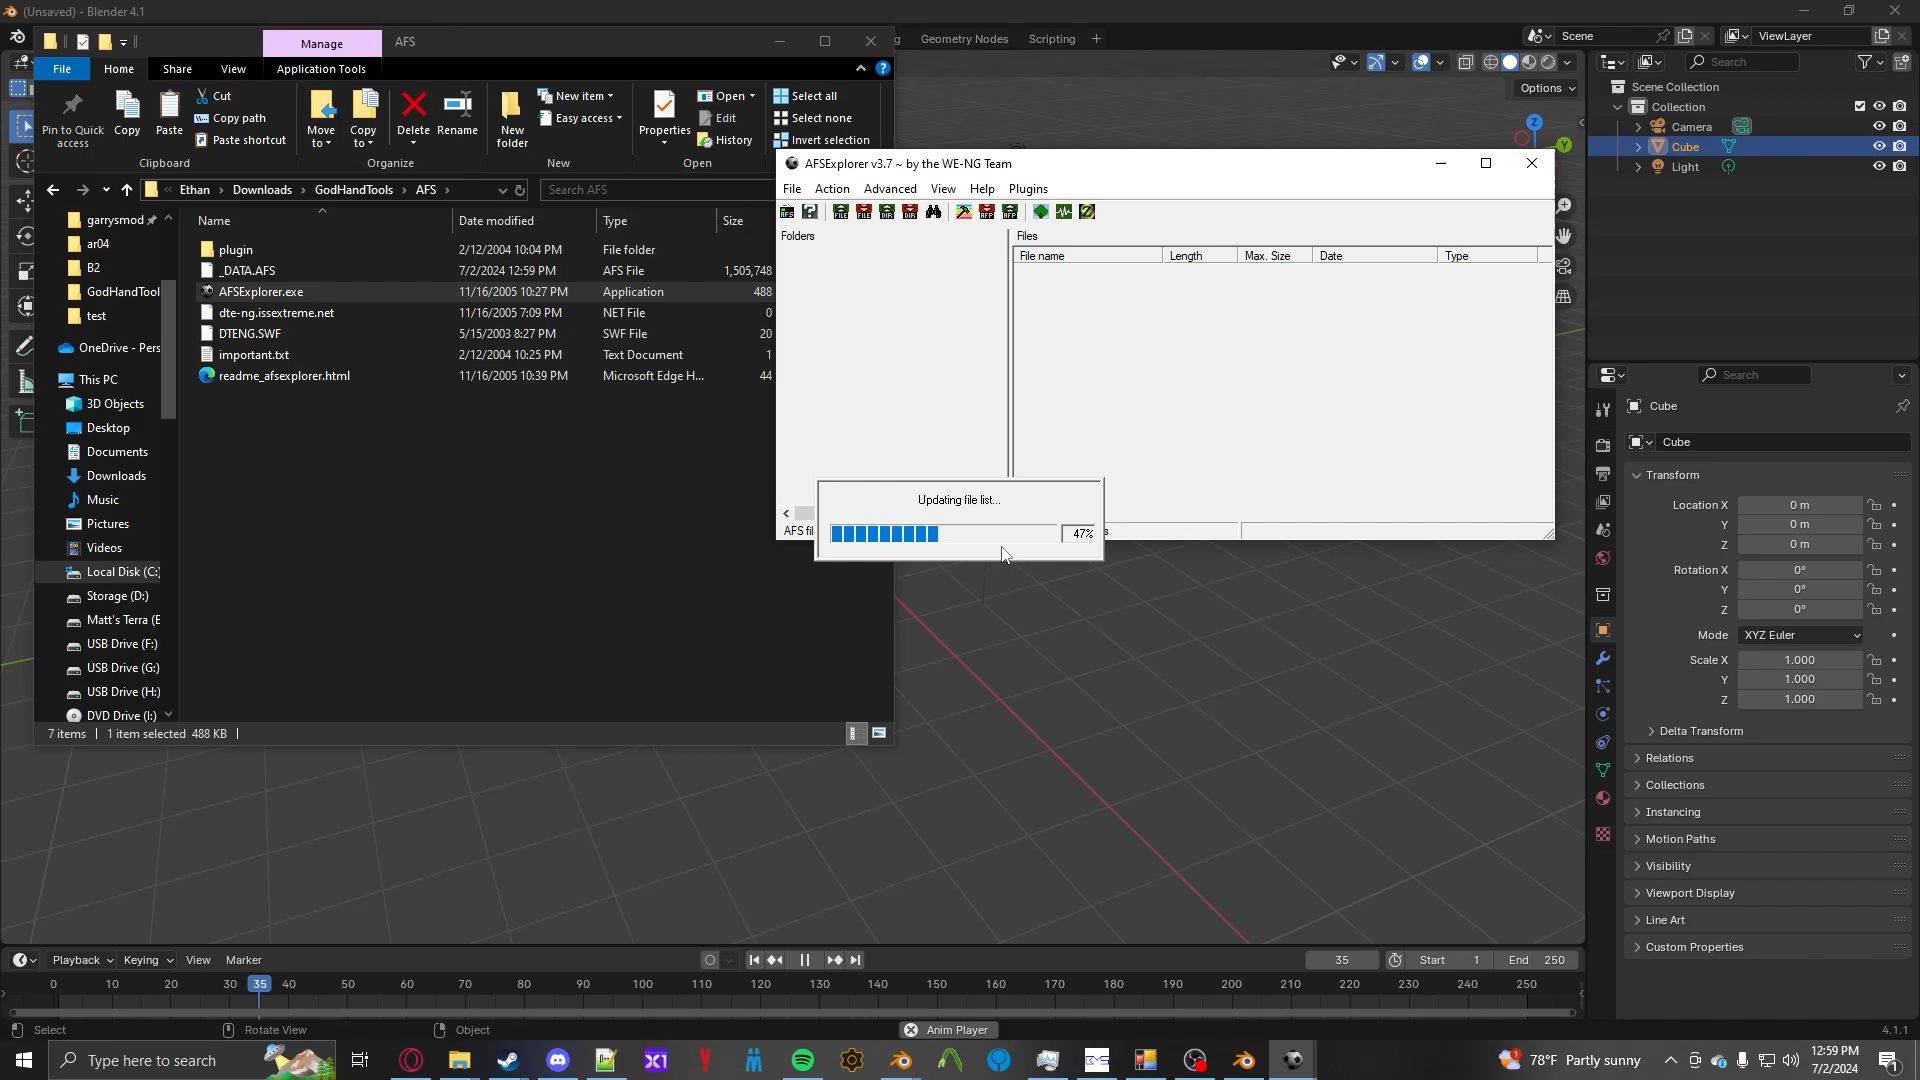 (Unsaved) - Blender 4.1
Manage
AFS
File
Home
Share
View
Application Tools
Geometry Nodes
Scripting
Scene
ViewLayer
Pin to Quick access
Copy
Paste
Cut
Copy path
Paste shortcut
Move to
Copy to
Delete
Rename
New folder
New item
Easy access
Properties
Open
Edit
History
Select all
Select none
Invert selection
Clipboard
Organize
New
Open
Ethan
Downloads
GodHandTools
AFS
Search AFS
garrysmod
ar04
B2
GodHandTool
test
OneDrive - Pers
This PC
3D Objects
Desktop
Documents
Downloads
Music
Pictures
Videos
Local Disk (C:)
Storage (D:)
Matt's Terra (E
USB Drive (F:)
USB Drive (G:)
USB Drive (H:)
DVD Drive (I:)
Name Date modified Type Size
plugin 2/12/2004 10:04 PM File folder
_DATA.AFS 7/2/2024 12:59 PM AFS File 1,505,748
AFSExplorer.exe 11/16/2005 10:27 PM Application 488
dte-ng.issextreme.net 11/16/2005 7:09 PM NET File 0
DTENG.SWF 5/15/2003 8:27 PM SWF File 20
important.txt 2/12/2004 10:25 PM Text Document 1
readme_afsexplorer.html 11/16/2005 10:39 PM Microsoft Edge H... 44
7 items 1 item selected 488 KB
AFSExplorer v3.7 ~ by the WE-NG Team
File Action Advanced View Help Plugins
Folders
Files
File name Length Max. Size Date Type
AFS fil
Updating file list...
47%
Options
Z
Y
Search
Scene Collection
Collection
Camera
Cube
Light
Search
Cube
Cube
Transform
Location X 0 m
Y 0 m
Z 0 m
Rotation X 0°
Y 0°
Z 0°
Mode XYZ Euler
Scale X 1.000
Y 1.000
Z 1.000
Delta Transform
Relations
Collections
Instancing
Motion Paths
Visibility
Viewport Display
Line Art
Custom Properties
Playback Keying View Marker
35
Start 1
End 250
0 10 20 30 35 40 50 60 70 80 90 100 110 120 130 140 150 160 170 180 190 200 210 220 230 240 250
Select
Rotate View
Object
Anim Player
4.1.1
Type here to search
78°F Partly sunny
12:59 PM
7/2/2024